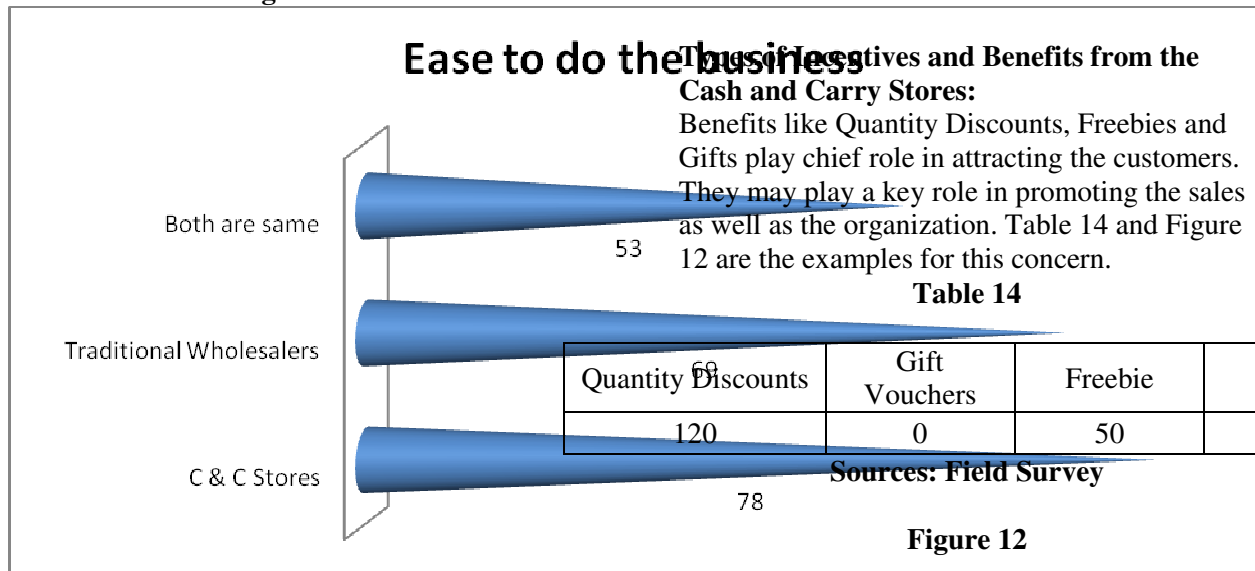 Ease to do the business
Both are same
53
Traditional Wholesalers
69
C & C Stores
78
Types of Incentives and Benefits from the
Cash and Carry Stores:
Benefits like Quantity Discounts, Freebies and
Gifts play chief role in attracting the customers.
They may play a key role in promoting the sales
as well as the organization. Table 14 and Figure
12 are the examples for this concern.
Table 14
Quantity Discounts Gift Vouchers Freebie
120 0 50
Sources: Field Survey
Figure 12